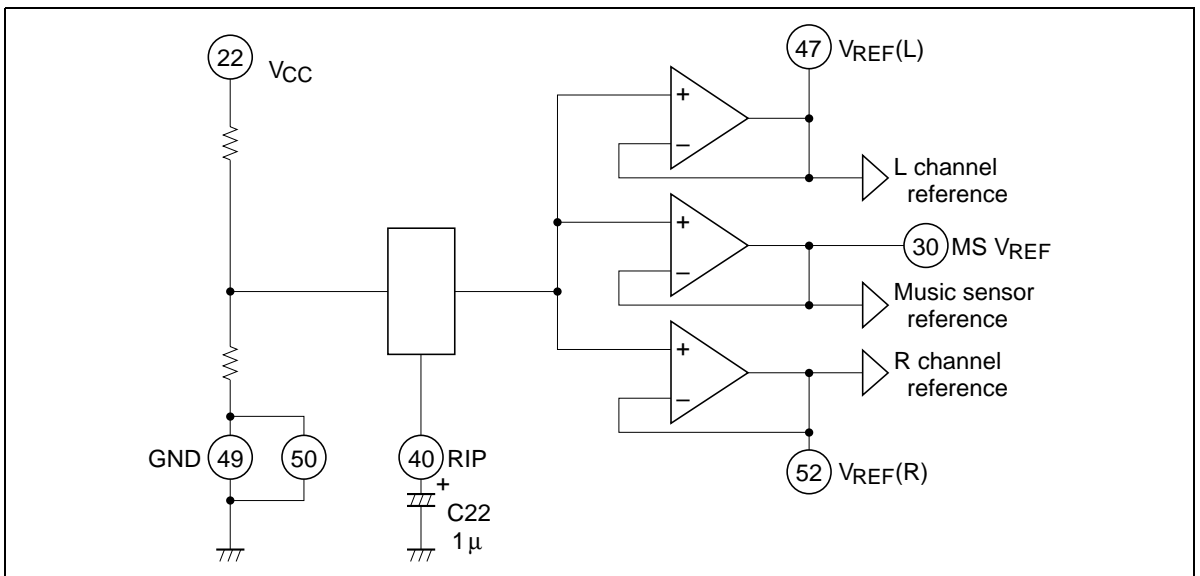 22
VCC
47
VREF(L)
+
−
L channel
reference
+
−
30
MS VREF
Music sensor
reference
+
−
R channel
reference
GND
49
50
40
RIP
+
C22
1 μ
52
VREF(R)